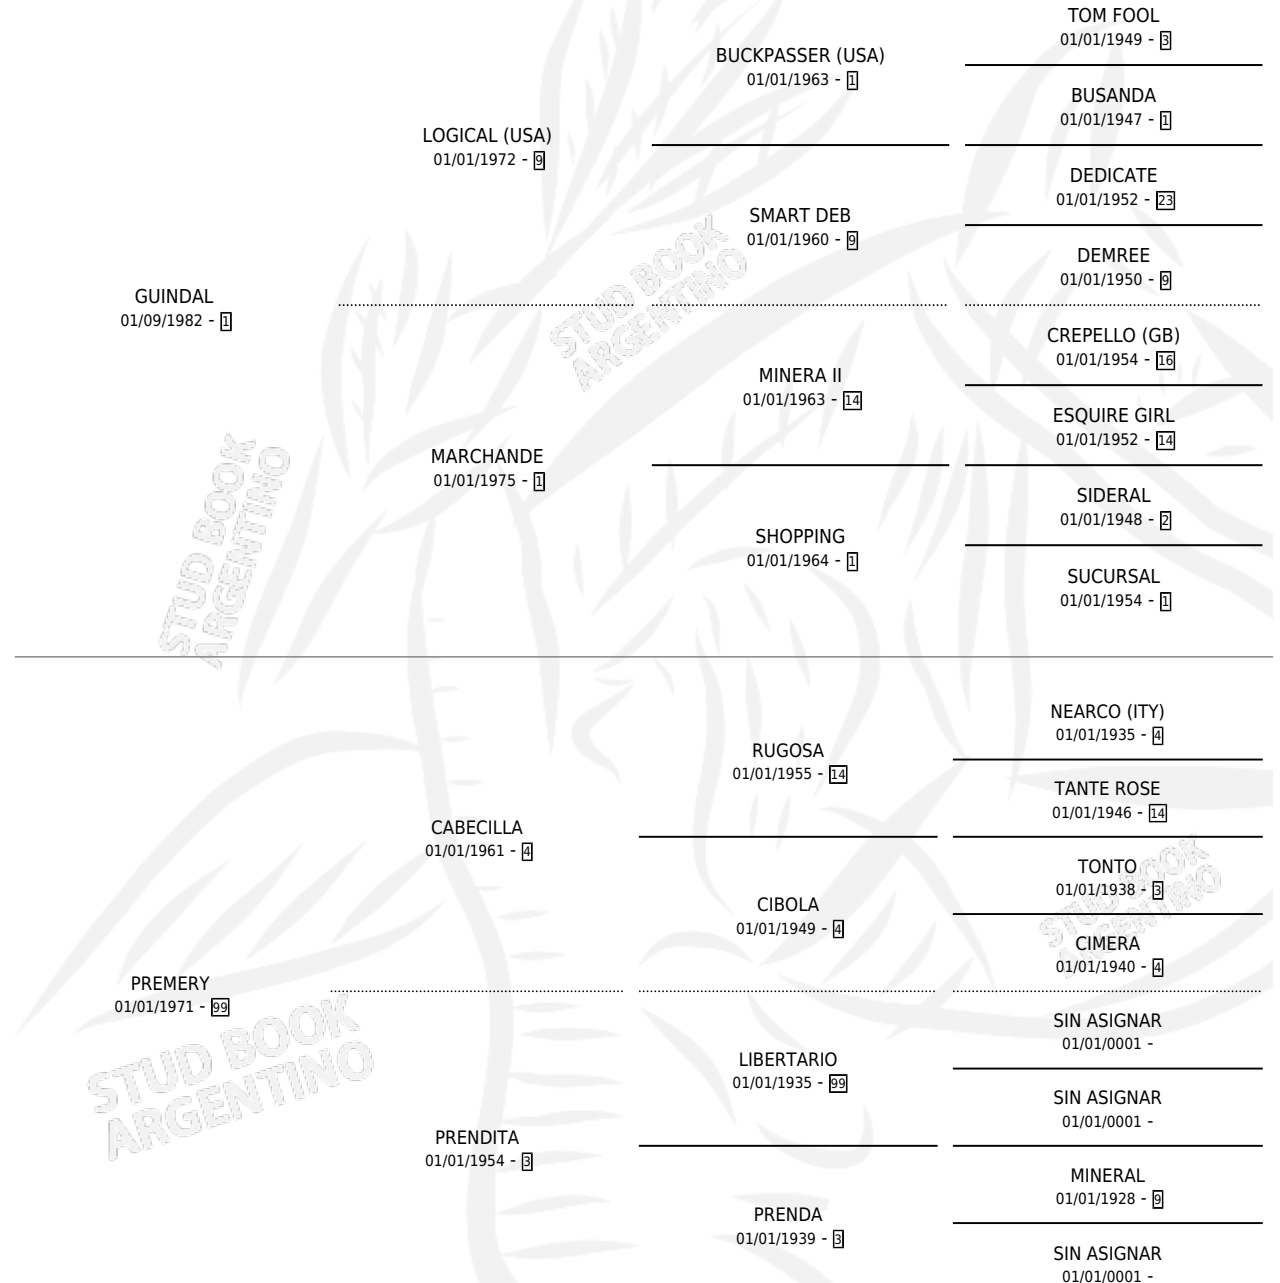 TOM FOOL
01/01/1949 - 3
BUCKPASSER (USA)
01/01/1963 - 1
BUSANDA
01/01/1947 - 1
LOGICAL (USA)
01/01/1972 - 9
DEDICATE
01/01/1952 - 23
SMART DEB
01/01/1960 - 9
DEMREE
01/01/1950 - 9
GUINDAL
01/09/1982 - 1
CREPELLO (GB)
01/01/1954 - 16
MINERA II
01/01/1963 - 14
ESQUIRE GIRL
01/01/1952 - 14
MARCHANDE
01/01/1975 - 1
SIDERAL
01/01/1948 - 2
SHOPPING
01/01/1964 - 1
SUCURSAL
01/01/1954 - 1
STUD BOOK
ARGENTINO
STUD BOOK
ARGENTINO
NEARCO (ITY)
01/01/1935 - 4
RUGOSA
01/01/1955 - 14
TANTE ROSE
01/01/1946 - 14
CABECILLA
01/01/1961 - 4
TONTO
01/01/1938 - 3
CIBOLA
01/01/1949 - 4
CIMERA
01/01/1940 - 4
STUD BOOK
ARGENTINO
PREMERY
01/01/1971 - 99
SIN ASIGNAR
01/01/0001 -
LIBERTARIO
01/01/1935 - 99
SIN ASIGNAR
01/01/0001 -
STUD BOOK
ARGENTINO
PRENDITA
01/01/1954 - 3
MINERAL
01/01/1928 - 9
PRENDA
01/01/1939 - 3
SIN ASIGNAR
01/01/0001 -